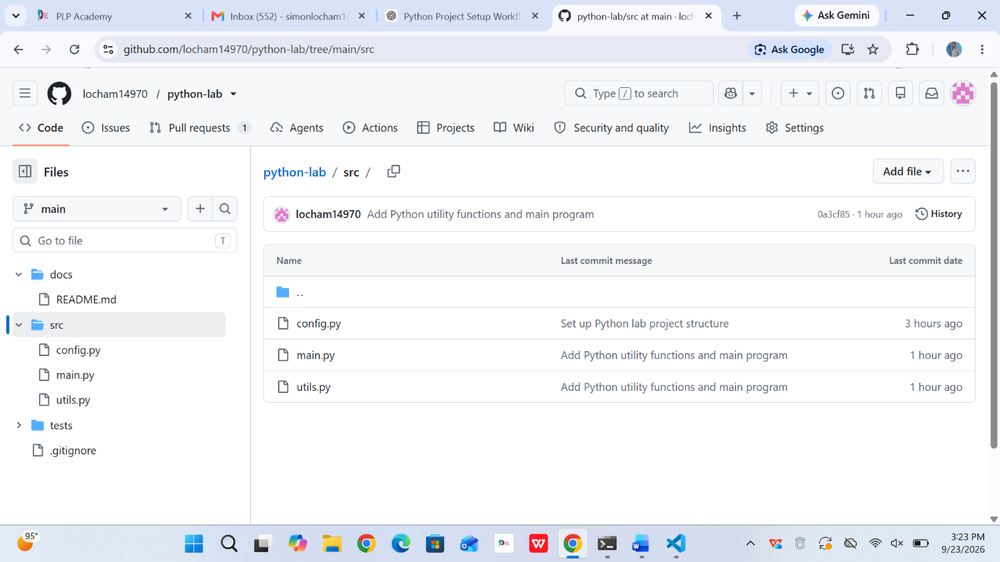 PLP Academy
Inbox (552) - simonlocham1
Python Project Setup Workfl
python-lab/src at main · loch
Ask Gemini
github.com/locham14970/python-lab/tree/main/src
Ask Google
locham14970 / python-lab
Type / to search
Code
Issues
Pull requests 1
Agents
Actions
Projects
Wiki
Security and quality
Insights
Settings
Files
main
Go to file
T
docs
README.md
src
config.py
main.py
utils.py
tests
.gitignore
python-lab / src /
Add file
locham14970 Add Python utility functions and main program
0a3cf85 · 1 hour ago
History
Name Last commit message Last commit date
..
config.py Set up Python lab project structure 3 hours ago
main.py Add Python utility functions and main program 1 hour ago
utils.py Add Python utility functions and main program 1 hour ago
95°
3:23 PM
9/23/2026